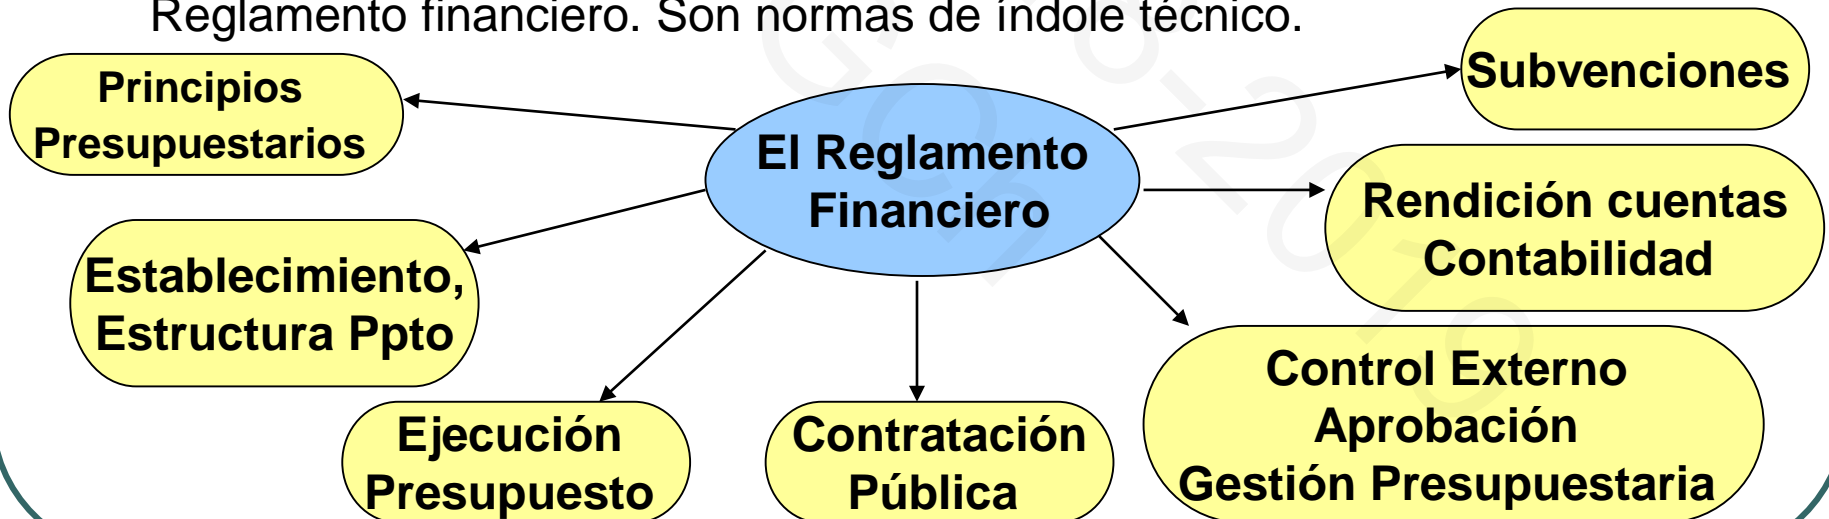 Reglamento financiero. Son normas de índole técnico.
Principios
Presupuestarios
El Reglamento
Financiero
Subvenciones
Rendición cuentas
Contabilidad
Establecimiento,
Estructura Ppto
Ejecución
Presupuesto
Contratación
Pública
Control Externo
Aprobación
Gestión Presupuestaria